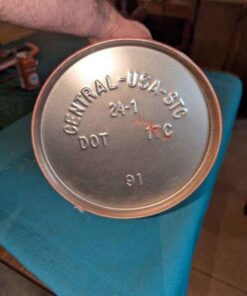 CENTRAL-USA-STC
24-1
DOT 1TC
91